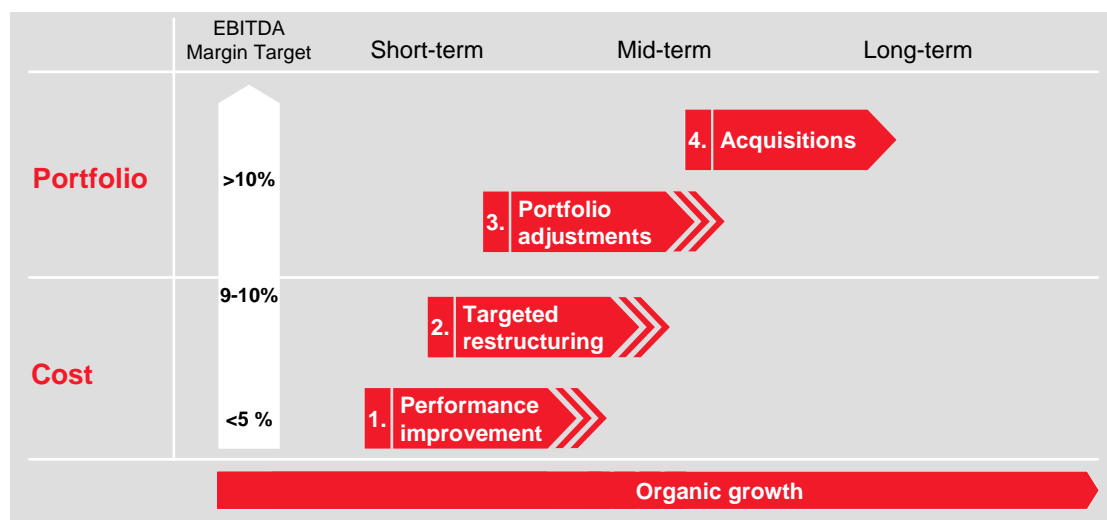 EBITDA
Margin Target
Short-term
Mid-term
Long-term
Portfolio
>10%
4. Acquisitions
3. Portfolio
adjustments
9-10%
2. Targeted
restructuring
Cost
<5 %
1. Performance
improvement
Organic growth